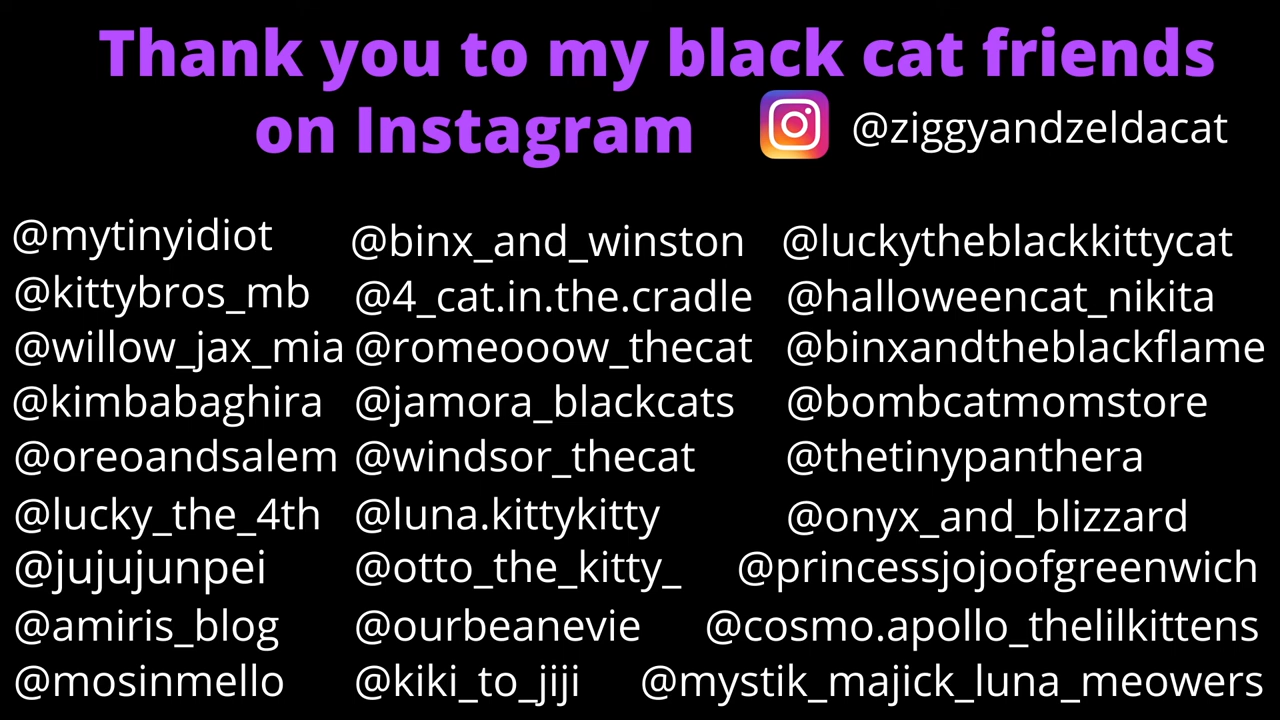 Thank you to my black cat friends
on Instagram @ziggyandzeldacat
@mytinyidiot @binx_and_winston @luckytheblackkittycat
@kittybros_mb @4_cat.in.the.cradle @halloweencat_nikita
@willow_jax_mia @romeooow_thecat @binxandtheblackflame
@kimbabaghira @jamora_blackcats @bombcatmomstore
@oreoandsalem @windsor_thecat @thetinypanthera
@lucky_the_4th @luna.kittykitty @onyx_and_blizzard
@jujujunpei @otto_the_kitty_ @princessjojoofgreenwich
@amiris_blog @ourbeanevie @cosmo.apollo_thelilkittens
@mosinmello @kiki_to_jiji @mystik_majick_luna_meowers